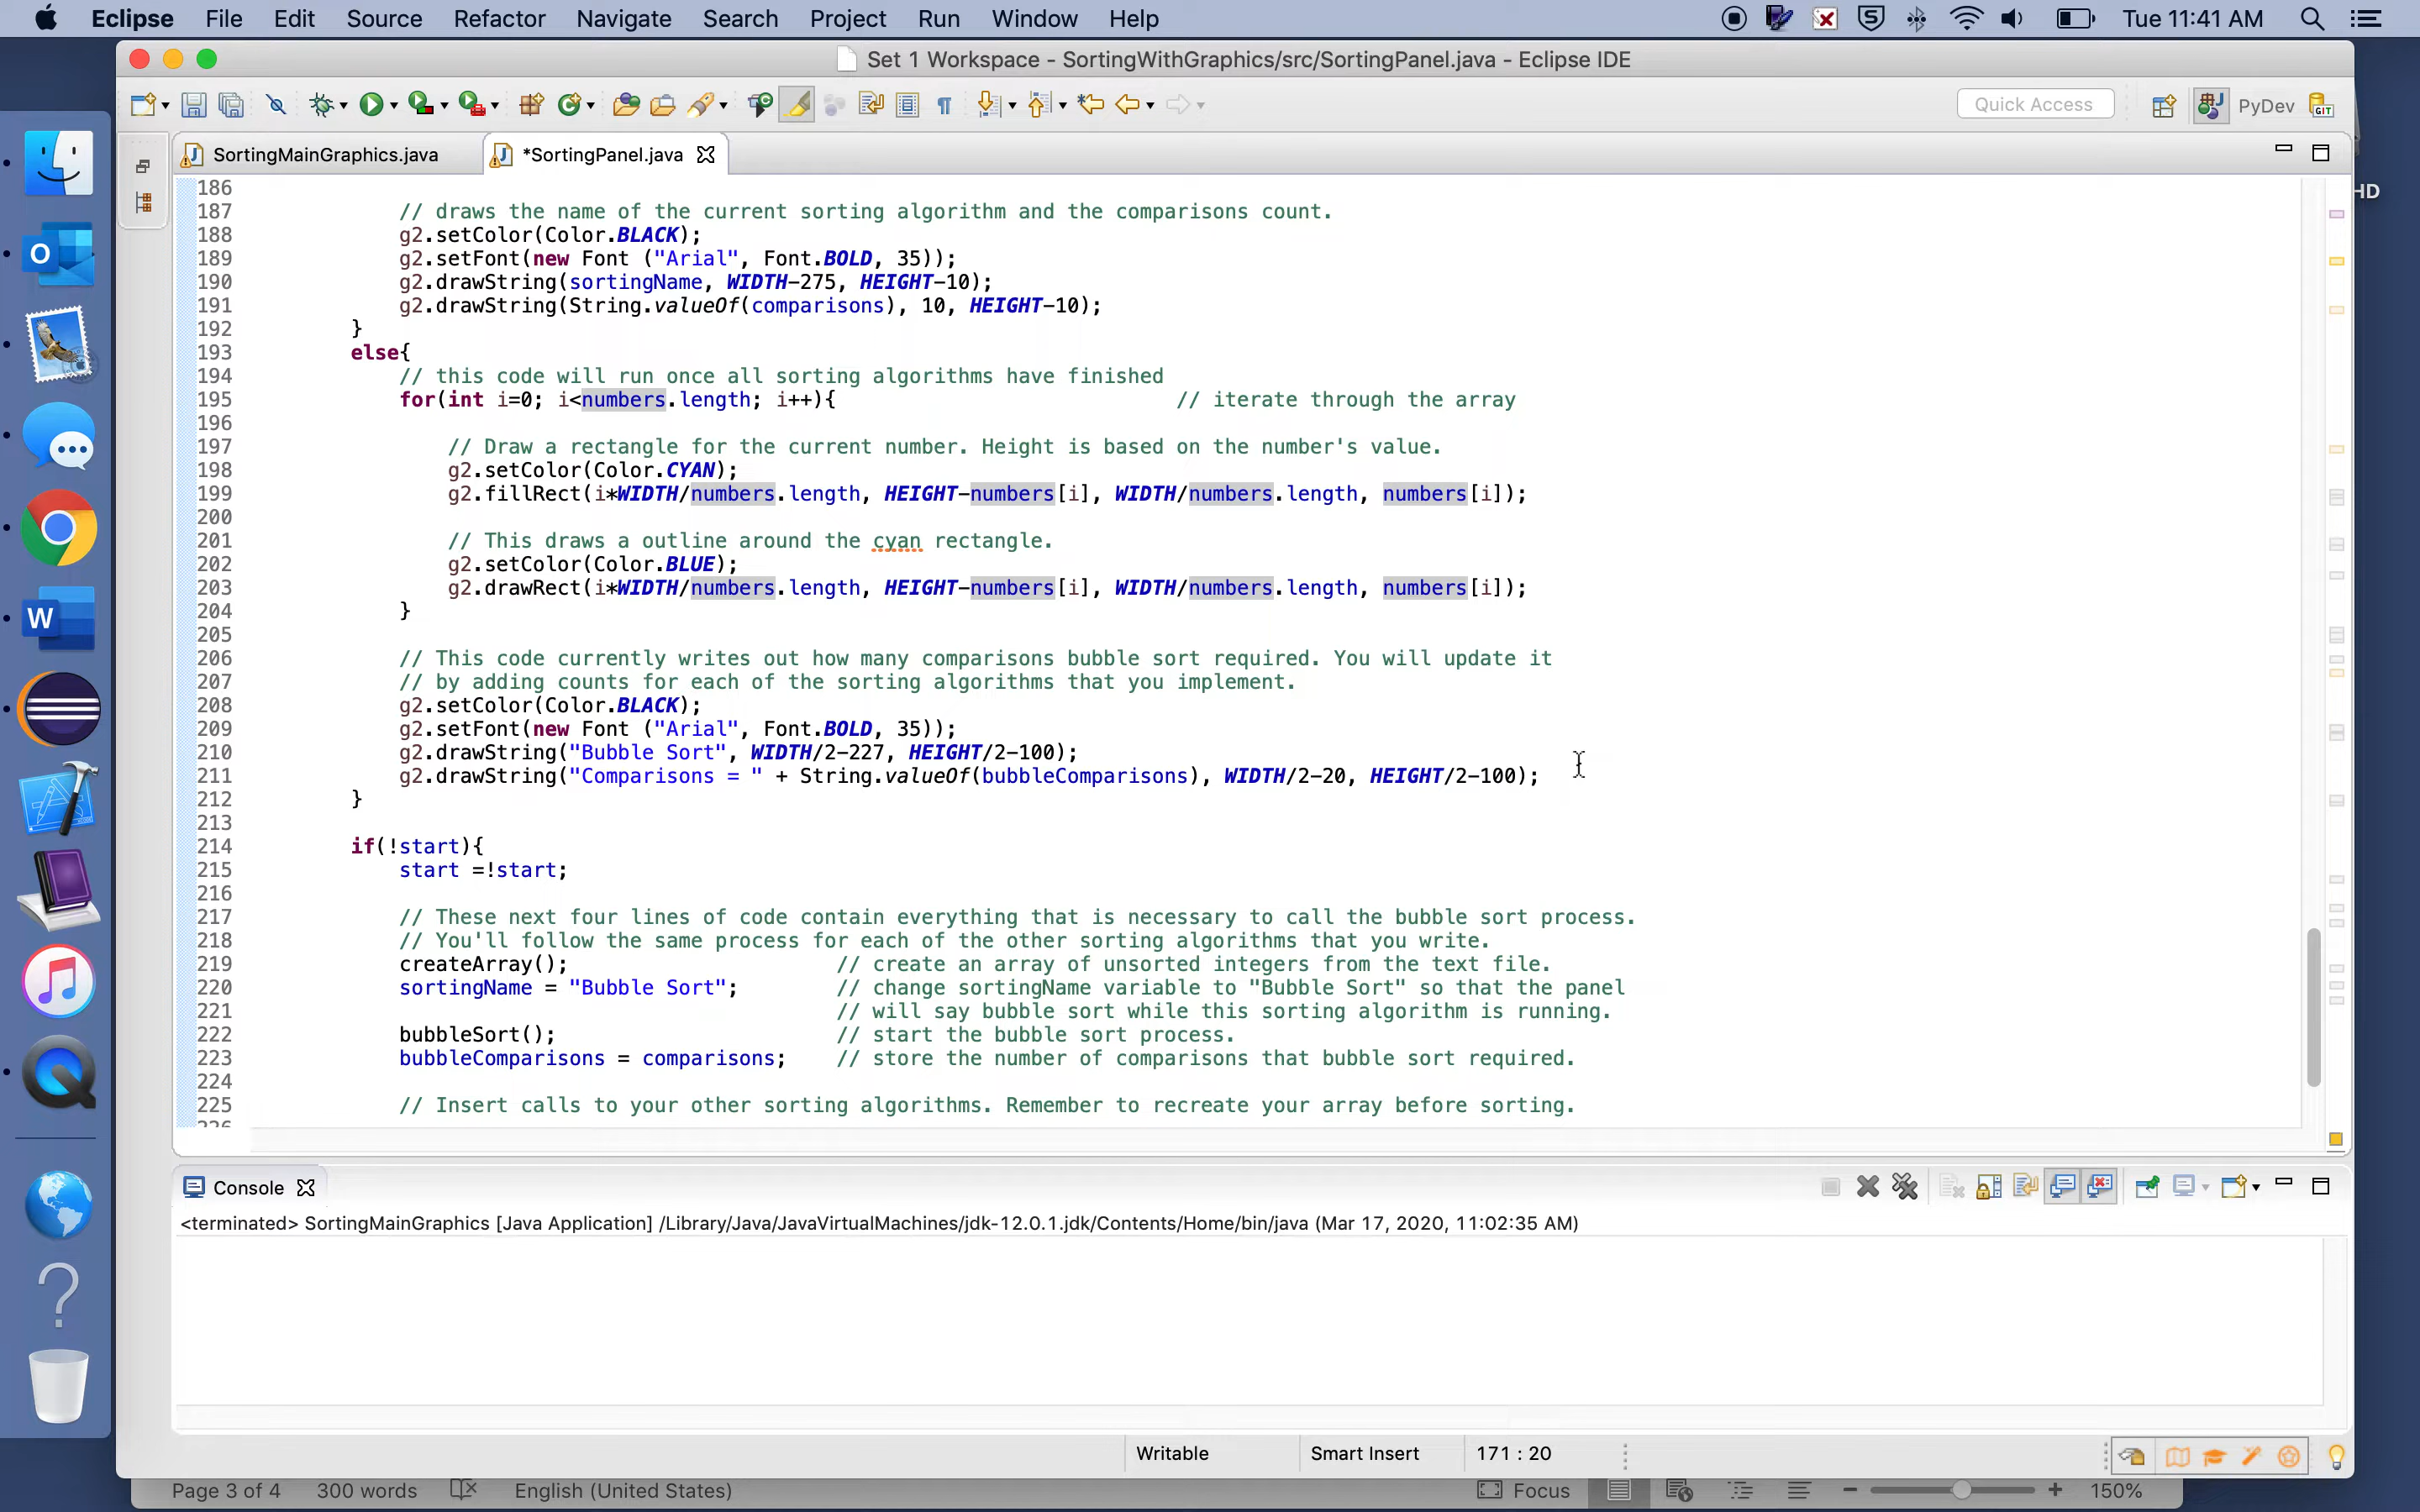 Eclipse File Edit Source Refactor Navigate Search Project Run Window Help Tue 11:41 AM
Set 1 Workspace - SortingWithGraphics/src/SortingPanel.java - Eclipse IDE
Quick Access PyDev
SortingMainGraphics.java *SortingPanel.java
HD
186
187 // draws the name of the current sorting algorithm and the comparisons count.
188 g2.setColor(Color.BLACK);
189 g2.setFont(new Font ("Arial", Font.BOLD, 35));
190 g2.drawString(sortingName, WIDTH-275, HEIGHT-10);
191 g2.drawString(String.valueOf(comparisons), 10, HEIGHT-10);
192 }
193 else{
194 // this code will run once all sorting algorithms have finished
195 for(int i=0; i<numbers.length; i++){ // iterate through the array
196
197 // Draw a rectangle for the current number. Height is based on the number's value.
198 g2.setColor(Color.CYAN);
199 g2.fillRect(i*WIDTH/numbers.length, HEIGHT-numbers[i], WIDTH/numbers.length, numbers[i]);
200
201 // This draws a outline around the cyan rectangle.
202 g2.setColor(Color.BLUE);
203 g2.drawRect(i*WIDTH/numbers.length, HEIGHT-numbers[i], WIDTH/numbers.length, numbers[i]);
204 }
205
206 // This code currently writes out how many comparisons bubble sort required. You will update it
207 // by adding counts for each of the sorting algorithms that you implement.
208 g2.setColor(Color.BLACK);
209 g2.setFont(new Font ("Arial", Font.BOLD, 35));
210 g2.drawString("Bubble Sort", WIDTH/2-227, HEIGHT/2-100);
211 g2.drawString("Comparisons = " + String.valueOf(bubbleComparisons), WIDTH/2-20, HEIGHT/2-100);
212 }
213
214 if(!start){
215 start =!start;
216
217 // These next four lines of code contain everything that is necessary to call the bubble sort process.
218 // You'll follow the same process for each of the other sorting algorithms that you write.
219 createArray(); // create an array of unsorted integers from the text file.
220 sortingName = "Bubble Sort"; // change sortingName variable to "Bubble Sort" so that the panel
221 // will say bubble sort while this sorting algorithm is running.
222 bubbleSort(); // start the bubble sort process.
223 bubbleComparisons = comparisons; // store the number of comparisons that bubble sort required.
224
225 // Insert calls to your other sorting algorithms. Remember to recreate your array before sorting.
Console
<terminated> SortingMainGraphics [Java Application] /Library/Java/JavaVirtualMachines/jdk-12.0.1.jdk/Contents/Home/bin/java (Mar 17, 2020, 11:02:35 AM)
Writable Smart Insert 171 : 20
Page 3 of 4 300 words English (United States) Focus 150%